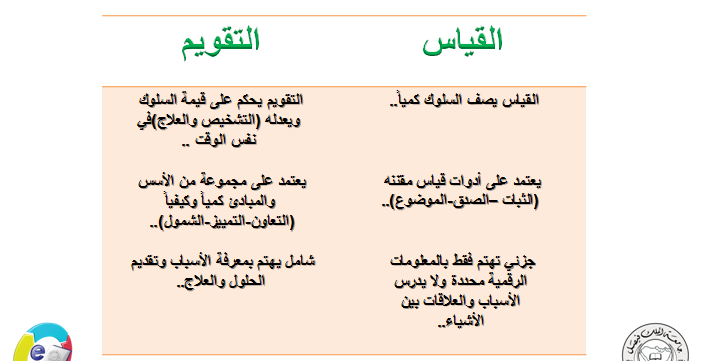 القياس
التقويم
القياس يصف السلوك كمياً..
التقويم يحكم على قيمة السلوك
ويعدله (التشخيص والعلاج)في
نفس الوقت ..
يعتمد على أدوات قياس مقتنه
(الثبات –الصدق-الموضوع)..
يعتمد على مجموعة من الأسس
والمبادئ كمياً وكيفياً
(التعاون-التمييز-الشمول)..
جزئي تهتم فقط بالمعلومات
الرقمية محددة ولا يدرس
الأسباب والعلاقات بين
الأشياء..
شامل يهتم بمعرفة الأسباب وتقديم
الحلول والعلاج..